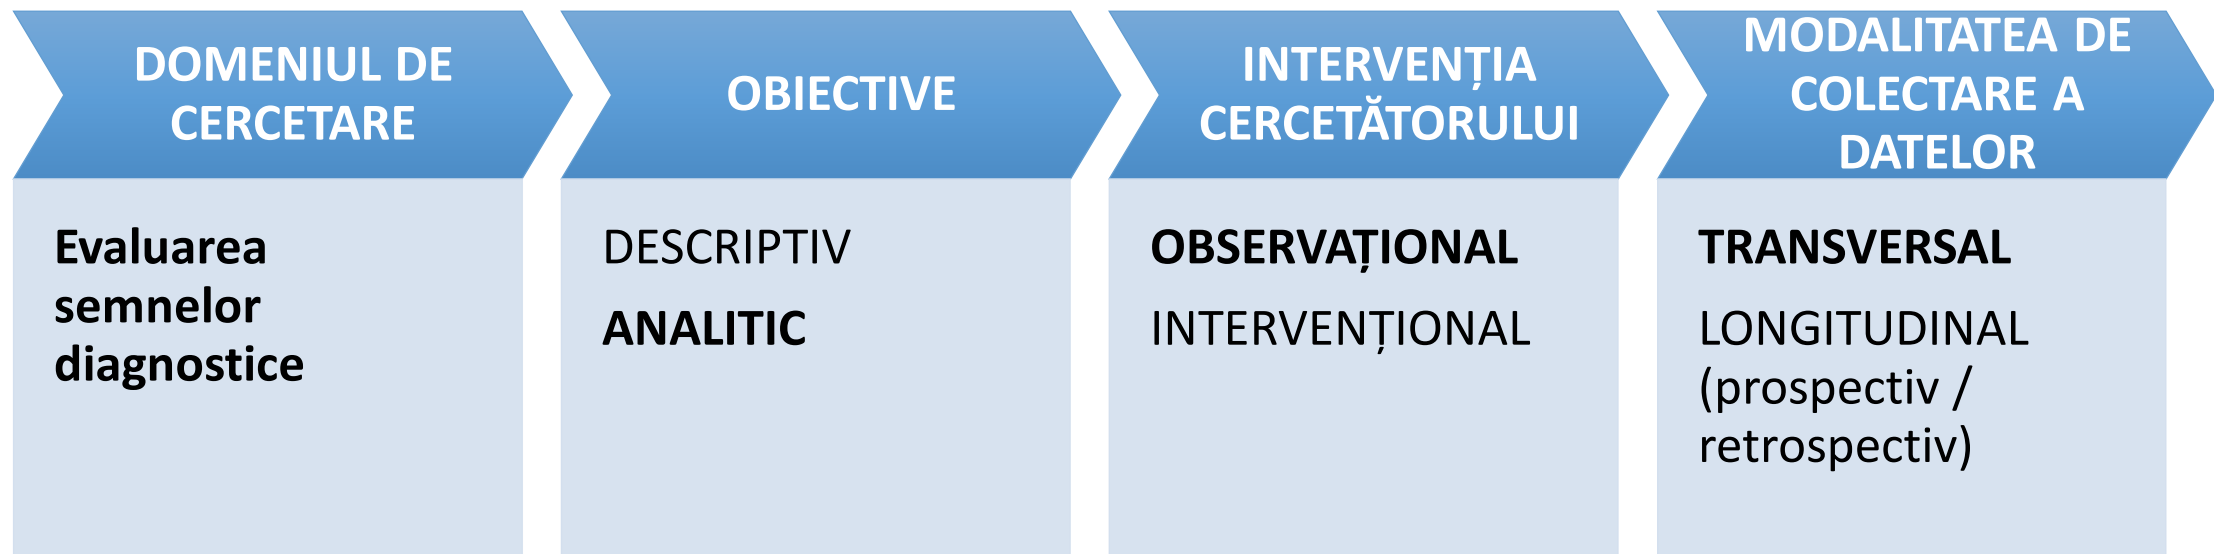 DOMENIUL DE
CERCETARE
Evaluarea
semnelor
diagnostice
OBIECTIVE
DESCRIPTIV
ANALITIC
INTERVENȚIA
CERCETĂTORULUI
OBSERVAȚIONAL
INTERVENȚIONAL
MODALITATEA DE
COLECTARE A
DATELOR
TRANSVERSAL
LONGITUDINAL
(prospectiv /
retrospectiv)